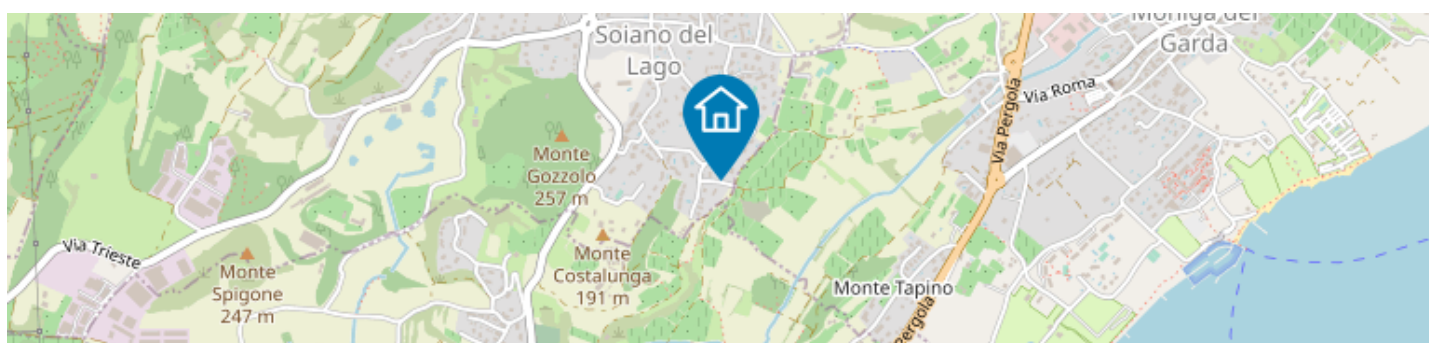 Moniga del
Garda
Soiano del
Lago
Via Roma
Via Pergola
Monte
Gozzolo
257 m
Via Trieste
Monte
Spigone
247 m
Monte
Costalunga
191 m
Monte Tapino
Pergola